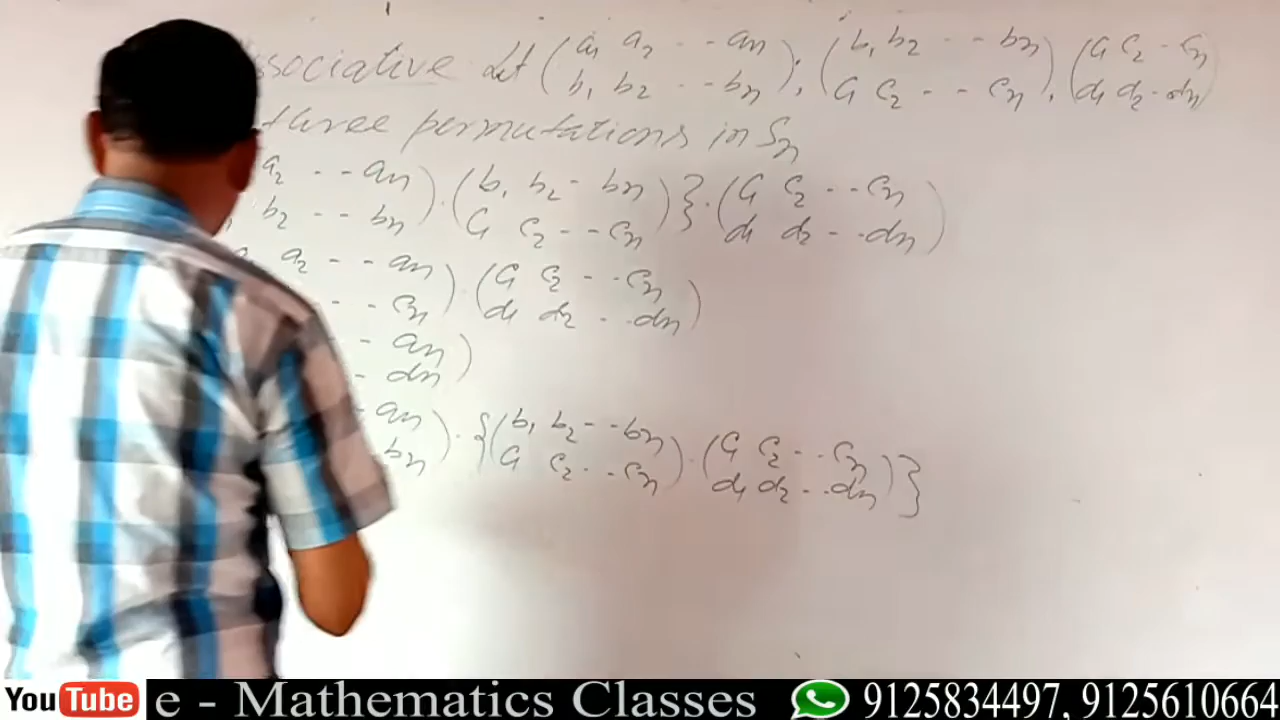 ssociative Let (a1 a2 - - an ; (b1 b2 - - bn , (c1 c2 - cn
b1 b2 - - bn) c1 c2 - - cn) d1 d2 - dn)
three permutations in Sn
a2 - - an) . (b1 b2 - bn } . (c1 c2 - - cn
b2 - - bn c1 c2 - - cn) d1 d2 - - dn)
a2 - - an ) . (c1 c2 - - cn
- - cn d1 d2 - - dn)
- an )
- dn
- an ) . {(b1 b2 - - bn . (c1 c2 - - cn
bn c1 c2 - - cn) d1 d2 - - dn) }
YouTube e - Mathematics Classes 9125834497, 9125610664